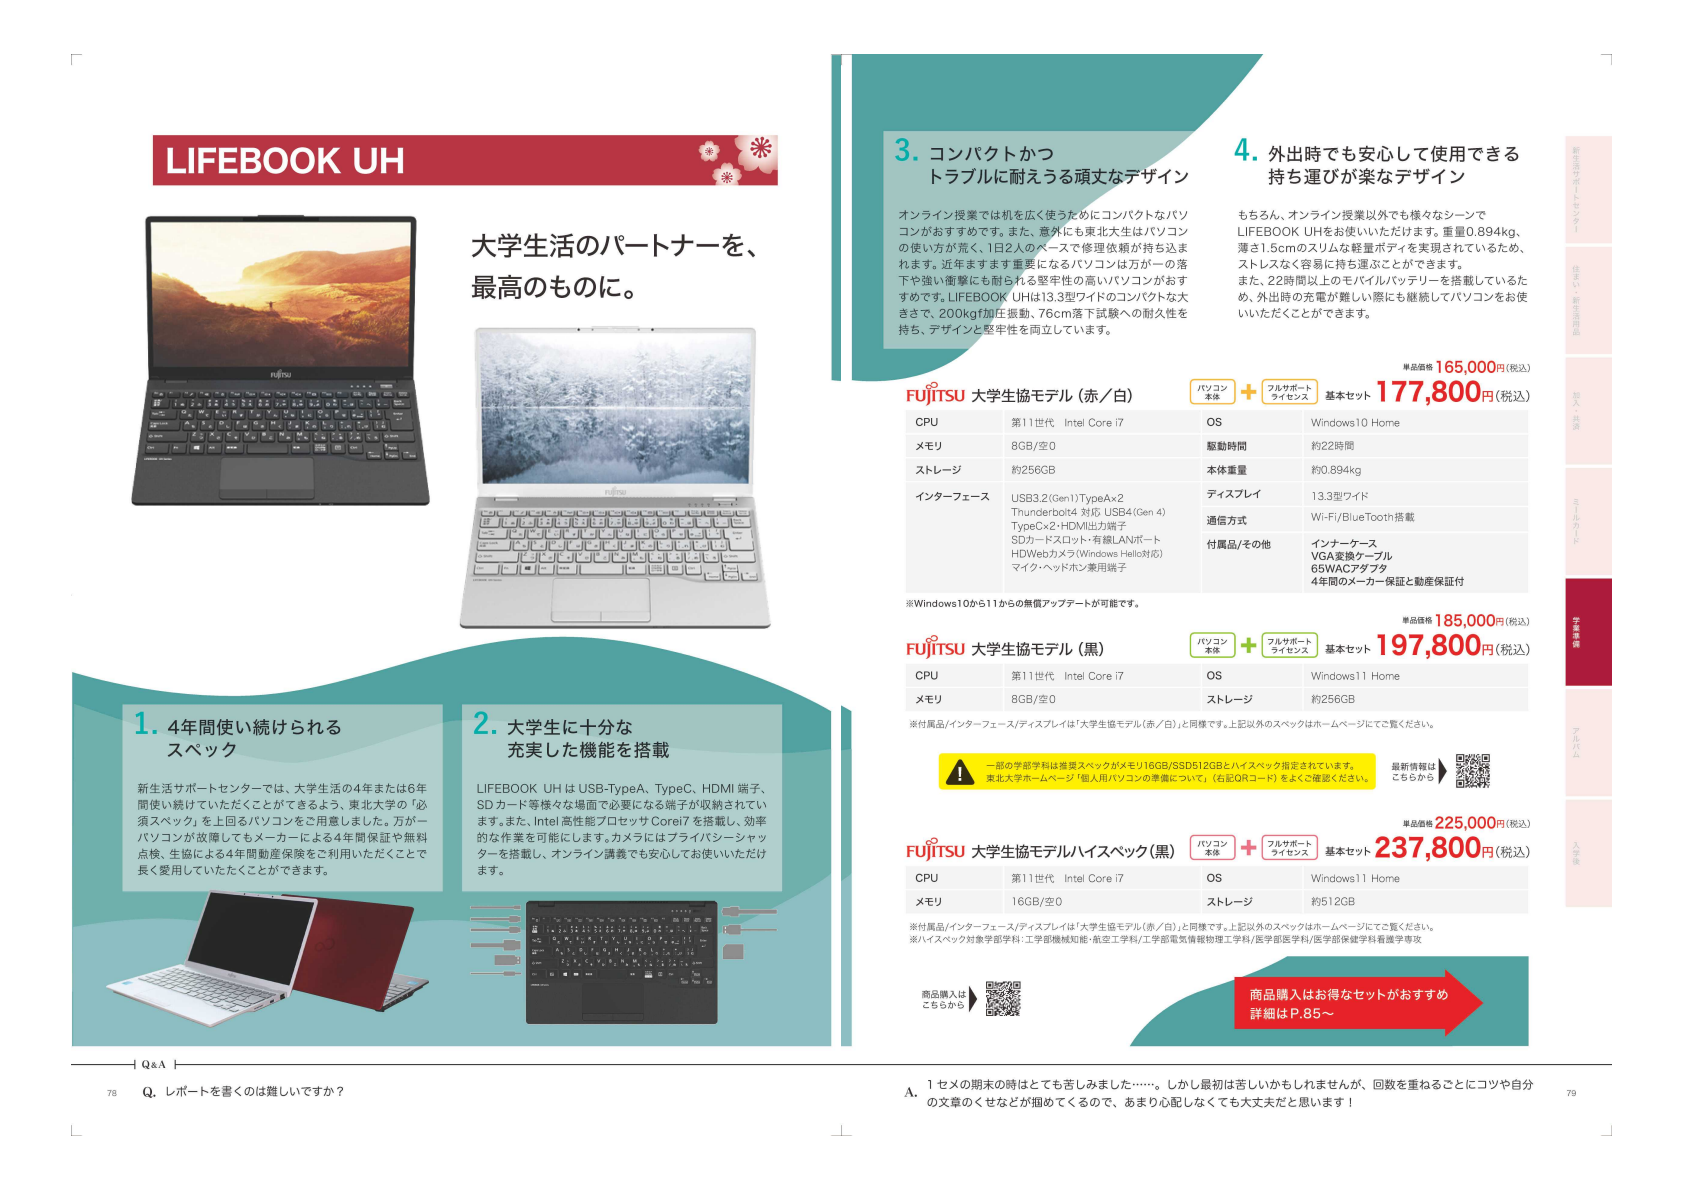 LIFEBOOK UH
大学生活のパートナーを、
最高のものに。
FUJITSU
FUJITSU
1. 4年間使い続けられる
スペック
新生活サポートセンターでは、大学生活の4年または6年
間使い続けていただくことができるよう、東北大学の「必
須スペック」を上回るパソコンをご用意しました。万が一
パソコンが故障してもメーカーによる4年間保証や無料
点検、生協による4年間動産保険をご利用いただくことで
長く愛用していたたくことができます。
2. 大学生に十分な
充実した機能を搭載
LIFEBOOK UH は USB-TypeA、TypeC、HDMI 端子、
SD カード等様々な場面で必要になる端子が収納されてい
ます。また、Intel 高性能プロセッサ Corei7 を搭載し、効率
的な作業を可能にします。カメラにはプライバシーシャッ
ターを搭載し、オンライン講義でも安心してお使いいただけ
ます。
3. コンパクトかつ
トラブルに耐えうる頑丈なデザイン
オンライン授業では机を広く使うためにコンパクトなパソ
コンがおすすめです。また、意外にも東北大生はパソコン
の使い方が荒く、1日2人のペースで修理依頼が持ち込ま
れます。近年ますます重要になるパソコンは万が一の落
下や強い衝撃にも耐られる堅牢性の高いパソコンがおす
すめです。LIFEBOOK UHは13.3型ワイドのコンパクトな大
きさで、200kgf加圧振動、76cm落下試験への耐久性を
持ち、デザインと堅牢性を両立しています。
4. 外出時でも安心して使用できる
持ち運びが楽なデザイン
もちろん、オンライン授業以外でも様々なシーンで
LIFEBOOK UHをお使いいただけます。重量0.894kg、
薄さ1.5cmのスリムな軽量ボディを実現されているため、
ストレスなく容易に持ち運ぶことができます。
また、22時間以上のモバイルバッテリーを搭載しているた
め、外出時の充電が難しい際にも継続してパソコンをお使
いいただくことができます。
単品価格 165,000円(税込)
FUJITSU 大学生協モデル（赤／白） パソコン本体 + フルサポートライセンス 基本セット 177,800円(税込)
CPU 第11世代 Intel Core i7 OS Windows10 Home
メモリ 8GB/空0 駆動時間 約22時間
ストレージ 約256GB 本体重量 約0.894kg
インターフェース
USB3.2(Gen1)TypeA×2
Thunderbolt4 対応 USB4(Gen 4)
TypeC×2・HDMI出力端子
SDカードスロット・有線LANポート
HDWebカメラ(Windows Hello対応)
マイク・ヘッドホン兼用端子
ディスプレイ 13.3型ワイド
通信方式 Wi-Fi/BlueTooth搭載
付属品/その他 インナーケース
VGA変換ケーブル
65WACアダプタ
4年間のメーカー保証と動産保証付
※Windows10から11からの無償アップデートが可能です。
単品価格 185,000円(税込)
FUJITSU 大学生協モデル（黒） パソコン本体 + フルサポートライセンス 基本セット 197,800円(税込)
CPU 第11世代 Intel Core i7 OS Windows11 Home
メモリ 8GB/空0 ストレージ 約256GB
※付属品/インターフェース/ディスプレイは「大学生協モデル(赤／白)」と同様です。上記以外のスペックはホームページにてご覧ください。
一部の学部学科は推奨スペックがメモリ16GB/SSD512GBとハイスペック指定されています。
東北大学ホームページ「個人用パソコンの準備について」（右記QRコード）をよくご確認ください。
最新情報は
こちらから
単品価格 225,000円(税込)
FUJITSU 大学生協モデルハイスペック（黒） パソコン本体 + フルサポートライセンス 基本セット 237,800円(税込)
CPU 第11世代 Intel Core i7 OS Windows11 Home
メモリ 16GB/空0 ストレージ 約512GB
※付属品/インターフェース/ディスプレイは「大学生協モデル(赤／白)」と同様です。上記以外のスペックはホームページにてご覧ください。
※ハイスペック対象学部学科：工学部機械知能・航空工学科/工学部電気情報物理工学科/医学部医学科/医学部保健学科看護学専攻
商品購入は
こちらから
商品購入はお得なセットがおすすめ
詳細はP.85〜
新生活サポートセンター
住まい・新生活用品
加入・共済
ミールカード
学業準備
アルバム
入学後
Q&A
78
Q. レポートを書くのは難しいですか？
A. 1セメの期末の時はとても苦しみました……。しかし最初は苦しいかもしれませんが、回数を重ねるごとにコツや自分
の文章のくせなどが掴めてくるので、あまり心配しなくても大丈夫だと思います！
79